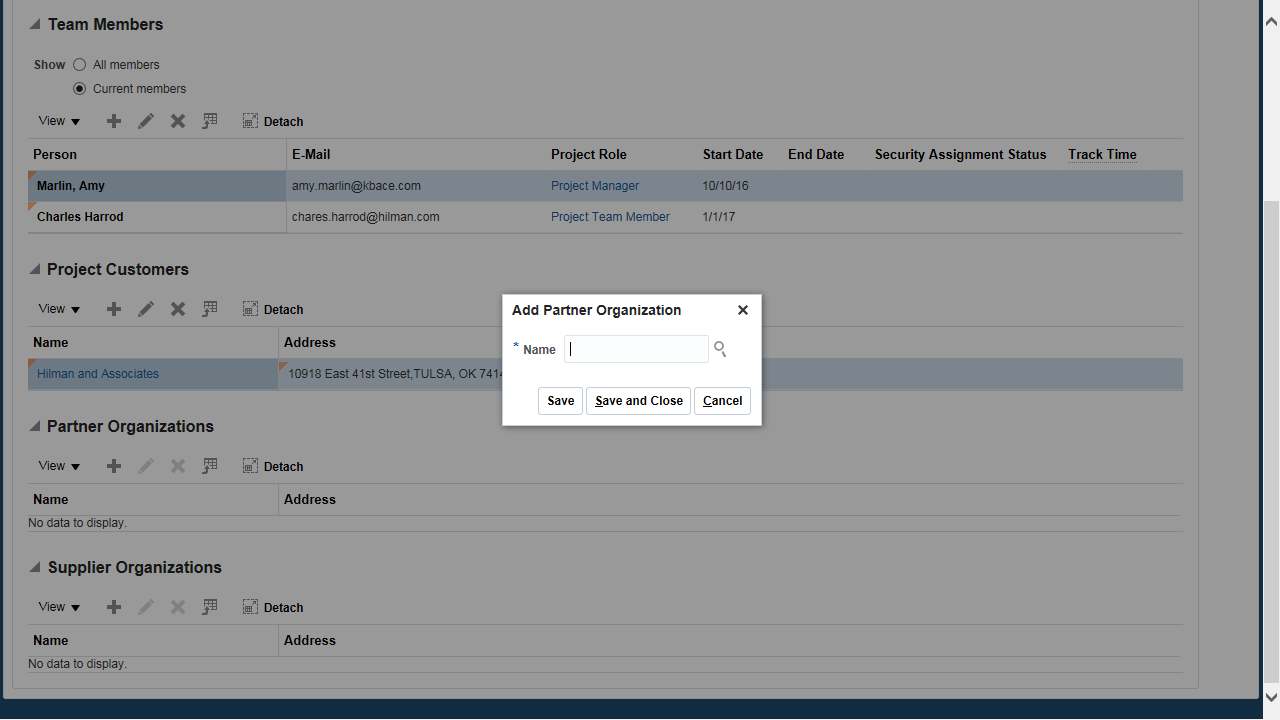 Team Members
Show All members
Current members
View Detach
Person E-Mail Project Role Start Date End Date Security Assignment Status Track Time
Marlin, Amy amy.marlin@kbace.com Project Manager 10/10/16
Charles Harrod chares.harrod@hilman.com Project Team Member 1/1/17
Project Customers
View Detach
Name Address
Hilman and Associates 10918 East 41st Street,TULSA, OK 741
Add Partner Organization
* Name
Save Save and Close Cancel
Partner Organizations
View Detach
Name Address
No data to display.
Supplier Organizations
View Detach
Name Address
No data to display.